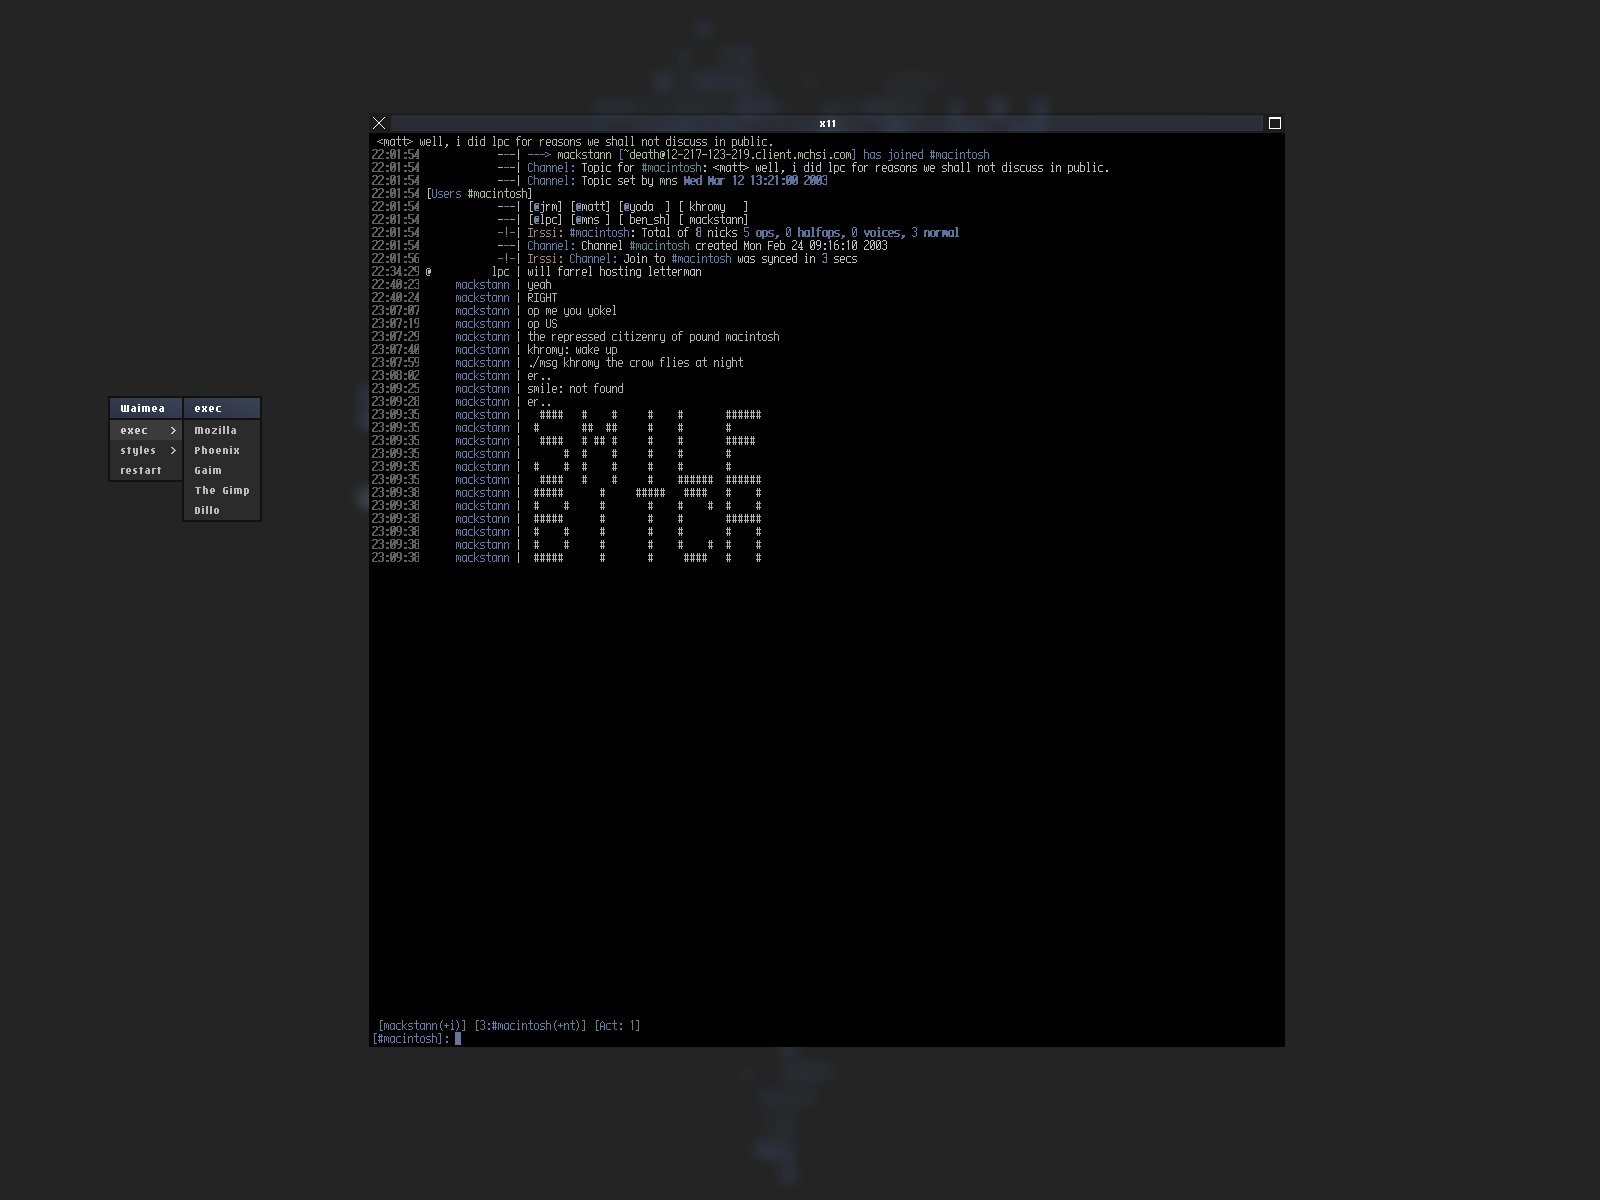 x11
<matt> well, i did lpc for reasons we shall not discuss in public.
22:01:54 ---| ---> mackstann [~death@12-217-123-219.client.mchsi.com] has joined #macintosh
22:01:54 ---| Channel: Topic for #macintosh: <matt> well, i did lpc for reasons we shall not discuss in public.
22:01:54 ---| Channel: Topic set by mns Wed Mar 12 13:21:00 2003
22:01:54 [Users #macintosh]
22:01:54 ---| [@jrm] [@matt] [@yoda  ] [ khromy   ]
22:01:54 ---| [@lpc] [@mns ] [ ben_sh] [ mackstann]
22:01:54 -!-| Irssi: #macintosh: Total of 8 nicks 5 ops, 0 halfops, 0 voices, 3 normal
22:01:54 ---| Channel: Channel #macintosh created Mon Feb 24 09:16:10 2003
22:01:56 -!-| Irssi: Channel: Join to #macintosh was synced in 3 secs
22:34:29 @ lpc | will farrel hosting letterman
22:40:23 mackstann | yeah
22:40:24 mackstann | RIGHT
23:07:07 mackstann | op me you yokel
23:07:19 mackstann | op US
23:07:29 mackstann | the repressed citizenry of pound macintosh
23:07:40 mackstann | khromy: wake up
23:07:59 mackstann | ./msg khromy the crow flies at night
23:08:02 mackstann | er..
23:09:25 mackstann | smile: not found
23:09:28 mackstann | er..
23:09:35 mackstann |   ####   #    #     #    #       ######
23:09:35 mackstann |  #       ##  ##     #    #       #
23:09:35 mackstann |   ####   # ## #     #    #       #####
23:09:35 mackstann |       # #    #     #    #       #
23:09:35 mackstann |  #    # #    #     #    #       #
23:09:35 mackstann |   ####   #    #     #    ###### ######
23:09:38 mackstann |  #####      #     #####   ####   #    #
23:09:38 mackstann |  #    #     #       #    #    # #    #
23:09:38 mackstann |  #####      #       #    #       ######
23:09:38 mackstann |  #    #     #       #    #       #    #
23:09:38 mackstann |  #    #     #       #    #    # #    #
23:09:38 mackstann |  #####      #       #     ####   #    #
Waimea exec
exec > Mozilla
styles > Phoenix
restart Gaim
The Gimp
Dillo
[mackstann(+i)] [3:#macintosh(+nt)] [Act: 1]
[#macintosh]: